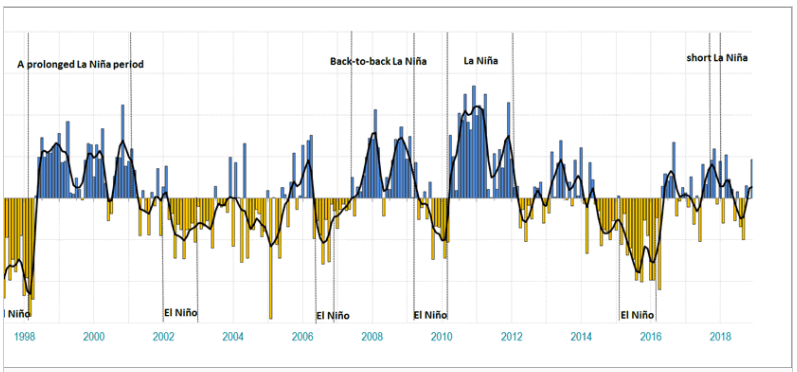 Back-to-back La Niña
La Niña
short La Niña
A prolonged La Niña period
l Niño
El Niño
El Niño
El Niño
El Niño
1998
2000
2002
2004
2006
2008
2010
2012
2014
2016
2018